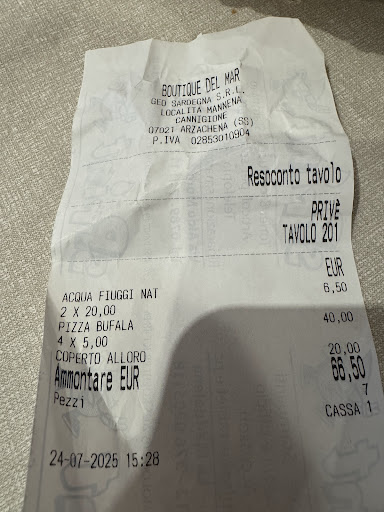 BOUTIQUE DEL MAR
GEO SARDEGNA S.R.L.
LOCALITÀ MANNENA
CANNIGIONE
07021 ARZACHENA (SS)
P.IVA 02853010904
Resoconto tavolo
PRIVÈ
TAVOLO 201
EUR
ACQUA FIUGGI NAT 6,50
2 X 20,00
PIZZA BUFALA 40,00
4 X 5,00
COPERTO ALLORO 20,00
Ammontare EUR 66,50
Pezzi 7
CASSA 1
24-07-2025 15:28